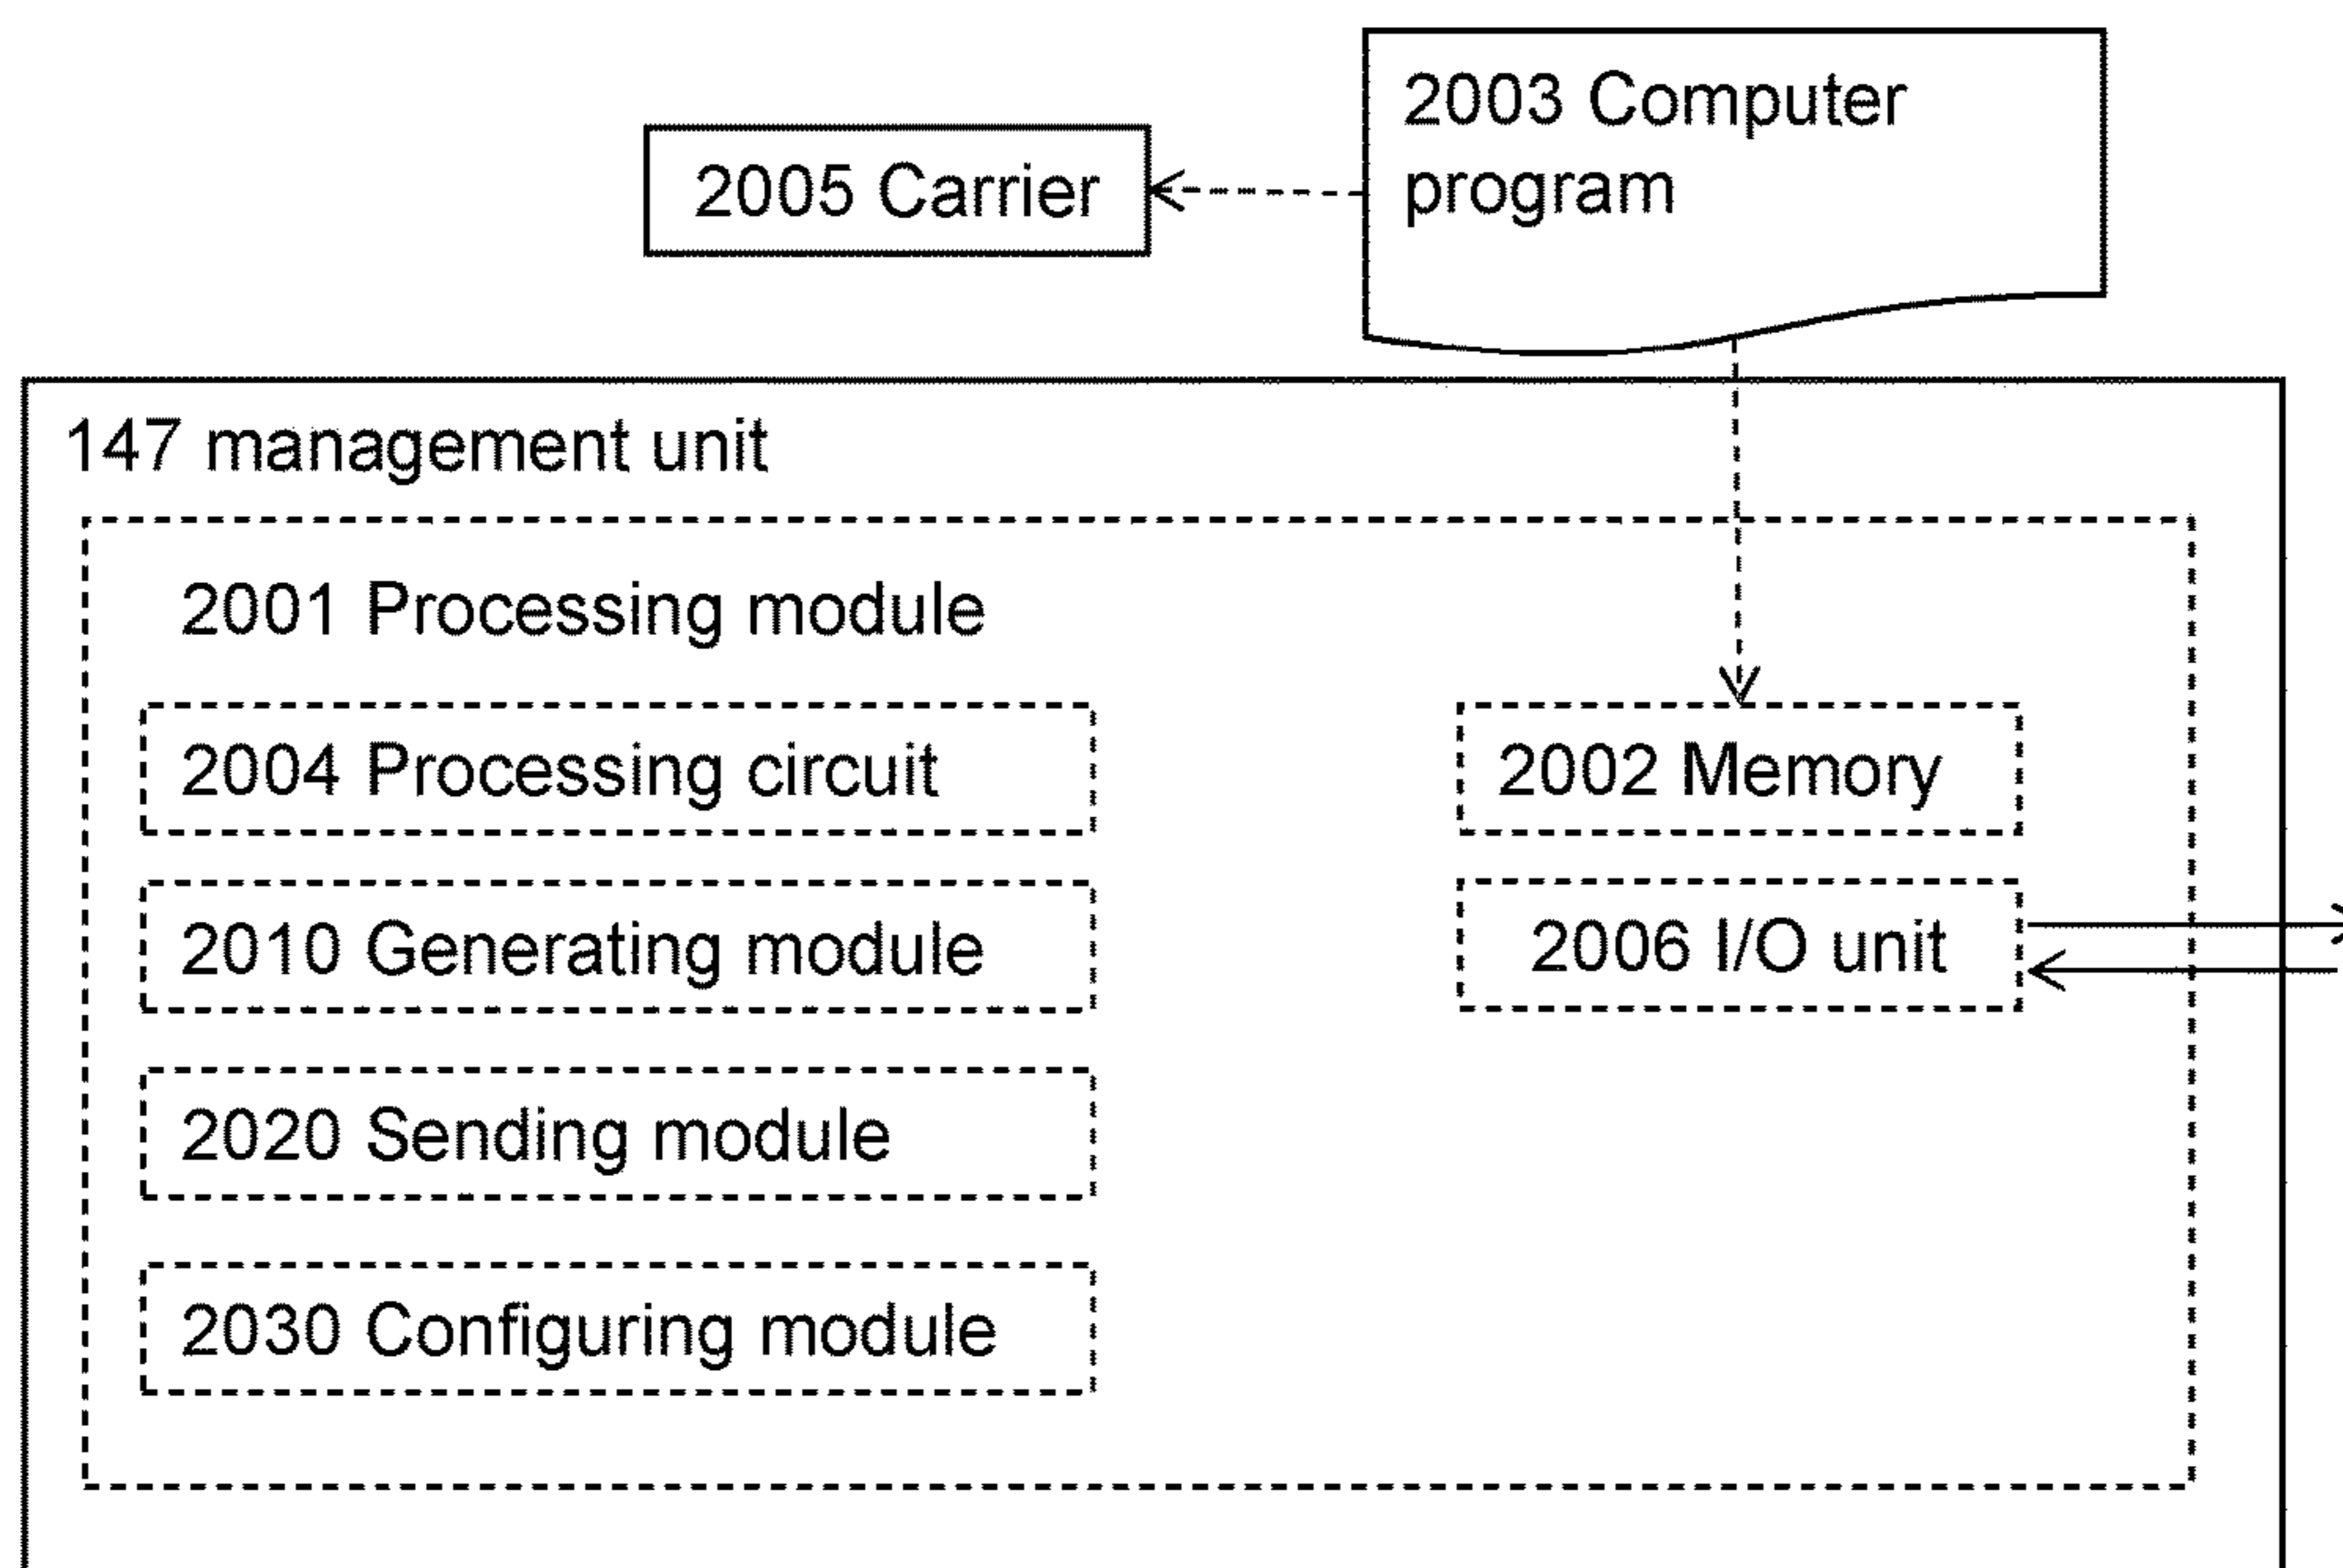 2003 Computer
program
2005 Carrier
147 management unit
2001 Processing module
2004 Processing circuit
2002 Memory
2010 Generating module
2006 I/O unit
2020 Sending module
2030 Configuring module